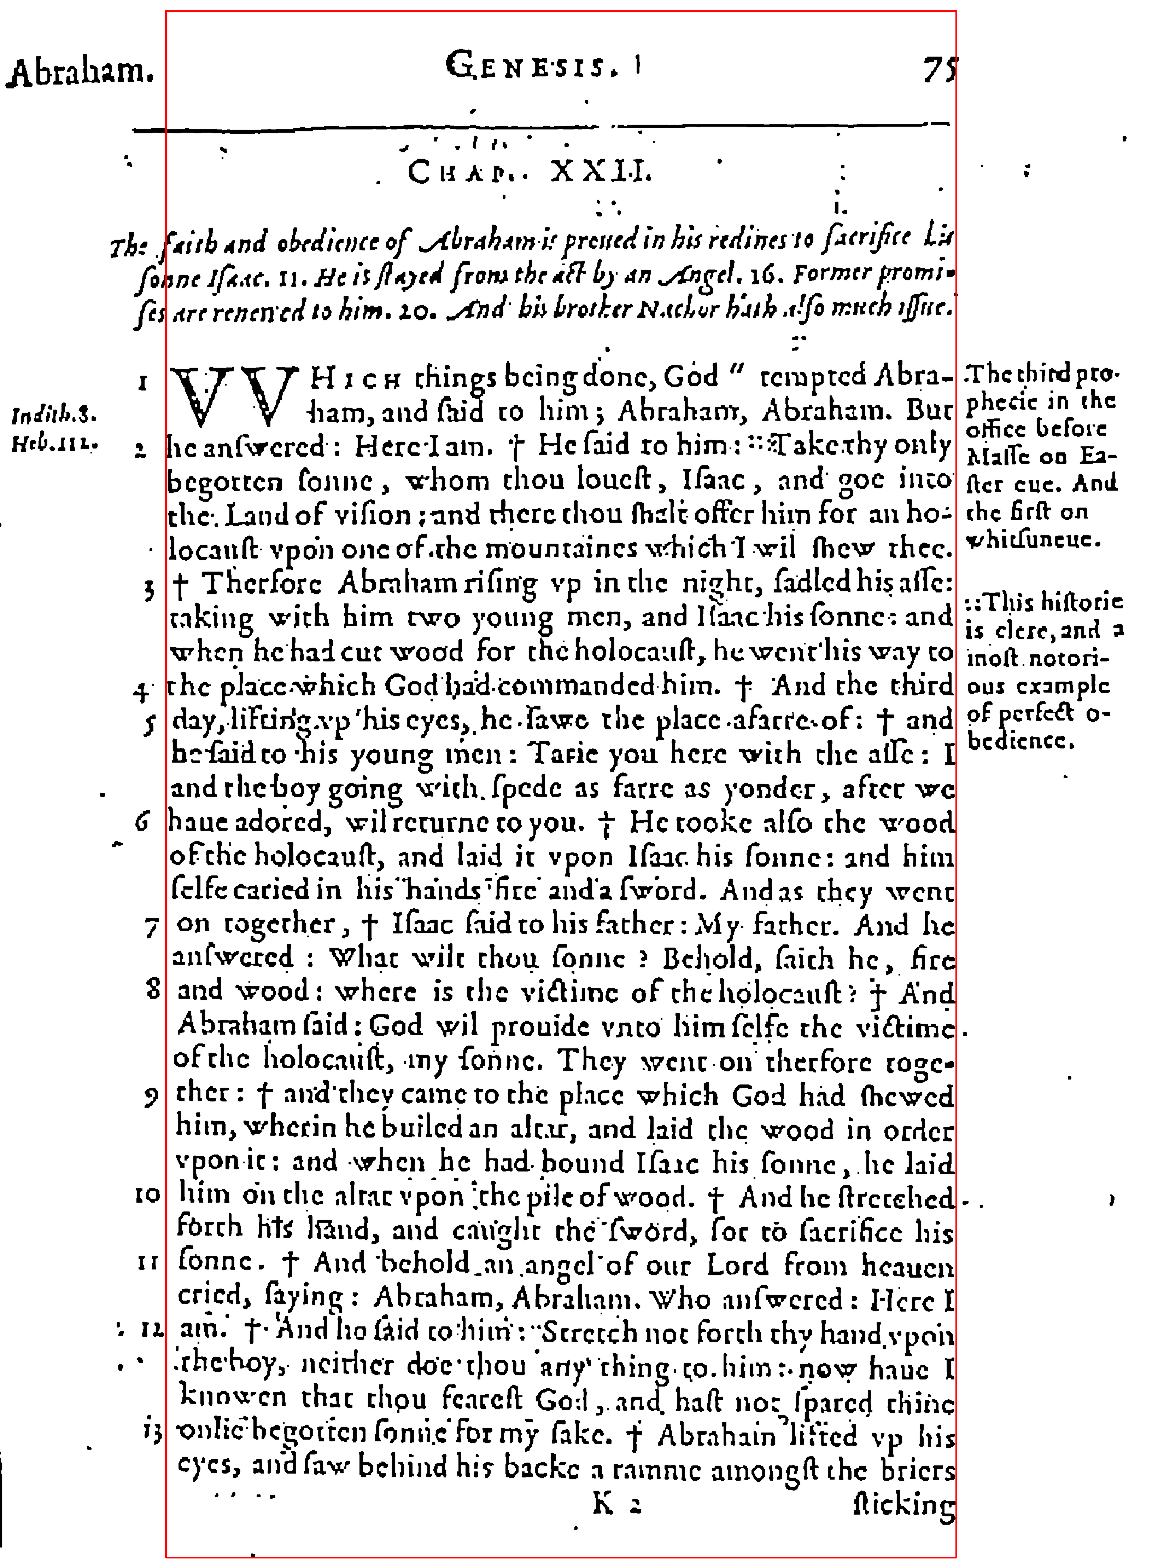 Abraham. GENESIS. 75
CHAP. XXII.
The faith and obedience of Abraham is proued in his redines to ſacrifice his
ſonne Iſaac. 11. He is ſtayed from the act by an Angel. 16. Former promi-
ſes are renewed to him. 20. And his brother Nachor hath alſo much iſſue.
1 VVHICH things being done, God " tempted Abra-
ham, and ſaid to him; Abraham, Abraham. But
2 he anſwered: Here I am. † He ſaid to him: :: Take thy only
begotten ſonne, whom thou loueſt, Iſaac, and goe into
the Land of viſion; and there thou ſhalt offer him for an ho-
locauſt vpon one of the mountaines which I wil ſhew thee.
3 † Therfore Abraham riſing vp in the night, ſadled his aſſe:
taking with him two young men, and Iſaac his ſonne: and
when he had cut wood for the holocauſt, he went his way to
4 the place which God had commanded him. † And the third
5 day, lifting vp his eyes, he ſawe the place a farre of: † and
he ſaid to his young men: Tarie you here with the aſſe: I
and the boy going with ſpede as farre as yonder, after we
6 haue adored, wil returne to you. † He tooke alſo the wood
of the holocauſt, and laid it vpon Iſaac his ſonne: and him
ſelfe caried in his hands fire and a ſword. And as they went
7 on together, † Iſaac ſaid to his father: My father. And he
anſwered: What wilt thou ſonne? Behold, ſaith he, fire
8 and wood: where is the victime of the holocauſt? † And
Abraham ſaid: God wil prouide vnto him ſelfe the victime
of the holocauſt, my ſonne. They went on therfore toge-
9 ther: † and they came to the place which God had ſhewed
him, wherin he builed an altar, and laid the wood in order
vpon it: and when he had bound Iſaac his ſonne, he laid
10 him on the altar vpon the pile of wood. † And he ſtretched
forth his hand, and caught the ſword, for to ſacrifice his
11 ſonne. † And behold an angel of our Lord from heauen
cried, ſaying: Abraham, Abraham. Who anſwered: Here I
12 am. † And he ſaid to him: "Stretch not forth thy hand vpon
the boy, neither doe thou any thing to him: now haue I
knowen that thou feareſt God, and haſt not ſpared thine
13 onlie begotten ſonne for my ſake. † Abraham lifted vp his
eyes, and ſaw behind his backe a ramme amongſt the briers
K 2 ſticking
Iudith. 8.
Heb. 111.
:The third pro-
phecie in the
office before
Maſſe on Ea-
ſter eue. And
the firſt on
whitſuneue.
::This hiſtorie
is clere, and a
moſt notori-
ous example
of perfect o-
bedience.